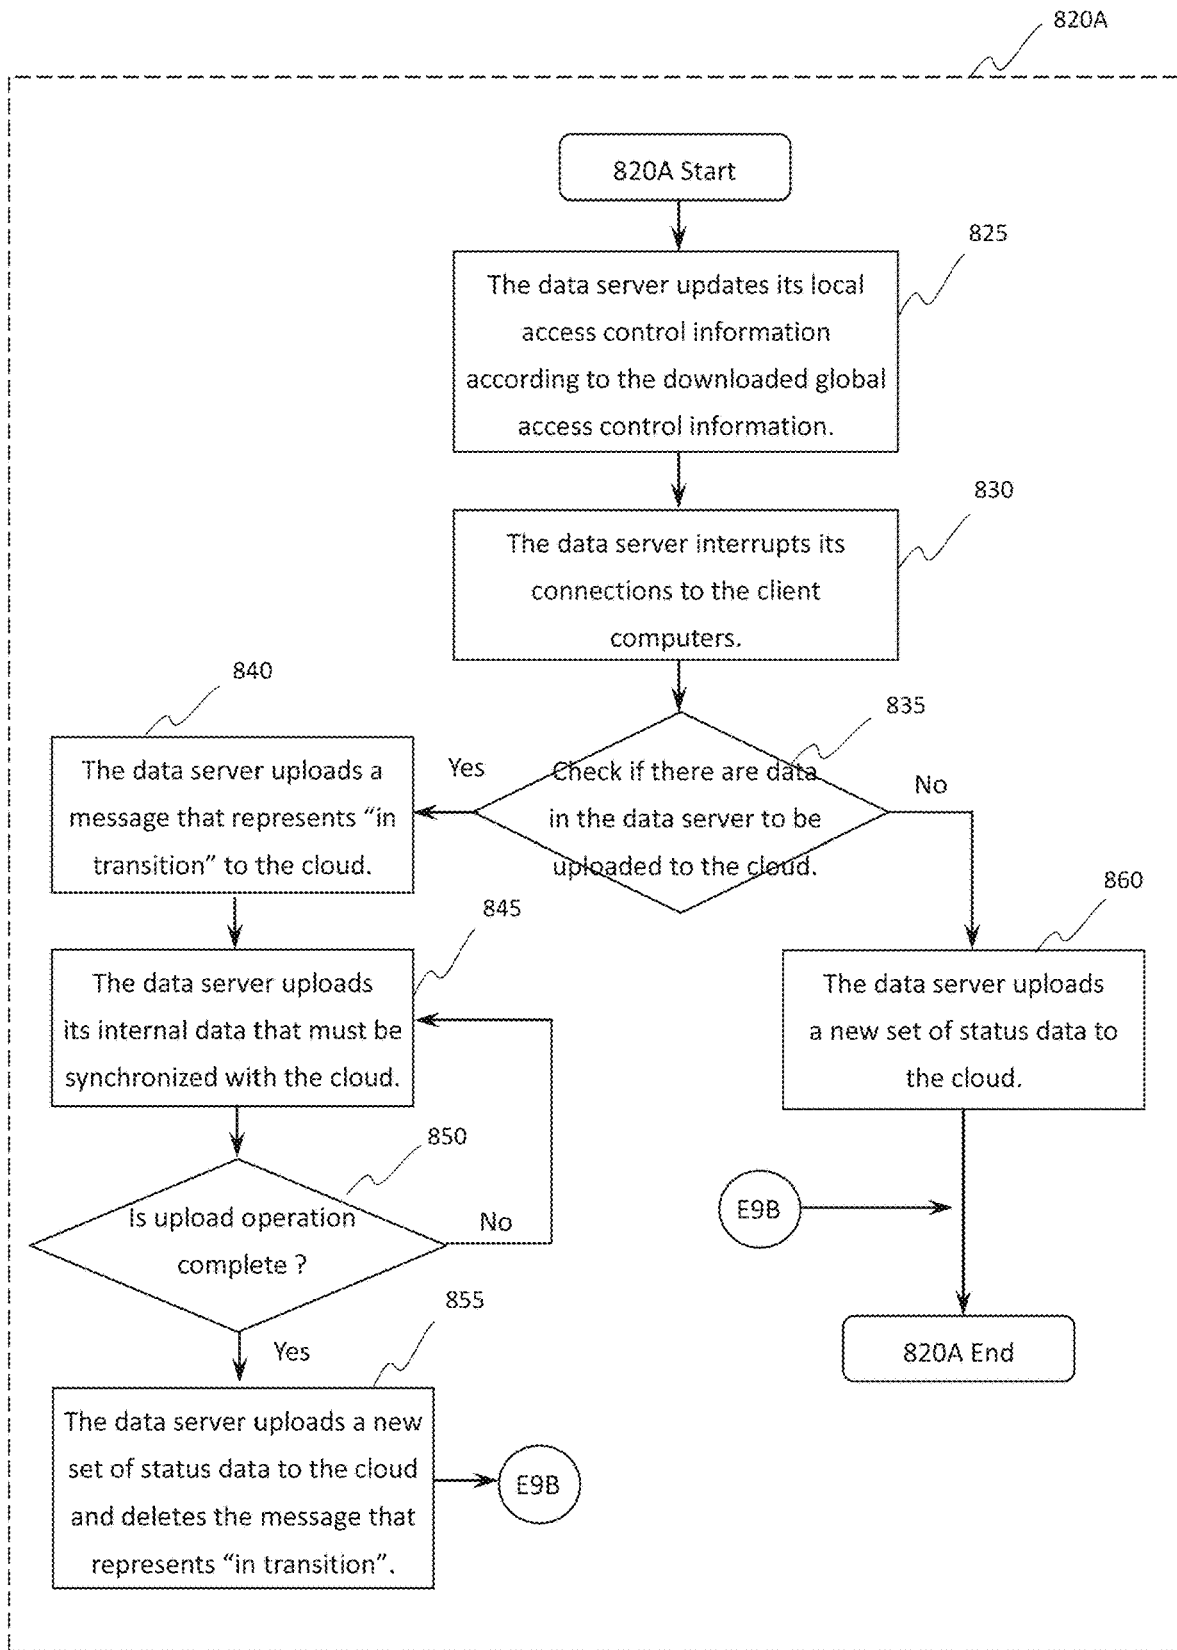 820A
820A Start
825
The data server updates its local
access control information
according to the downloaded global
access control information.
830
The data server interrupts its
connections to the client
computers.
835
Check if there are data
in the data server to be
uploaded to the cloud.
Yes
No
840
The data server uploads a
message that represents “in
transition” to the cloud.
845
The data server uploads
its internal data that must be
synchronized with the cloud.
850
Is upload operation
complete ?
No
Yes
855
The data server uploads a new
set of status data to the cloud
and deletes the message that
represents “in transition”.
E9B
860
The data server uploads
a new set of status data to
the cloud.
E9B
820A End